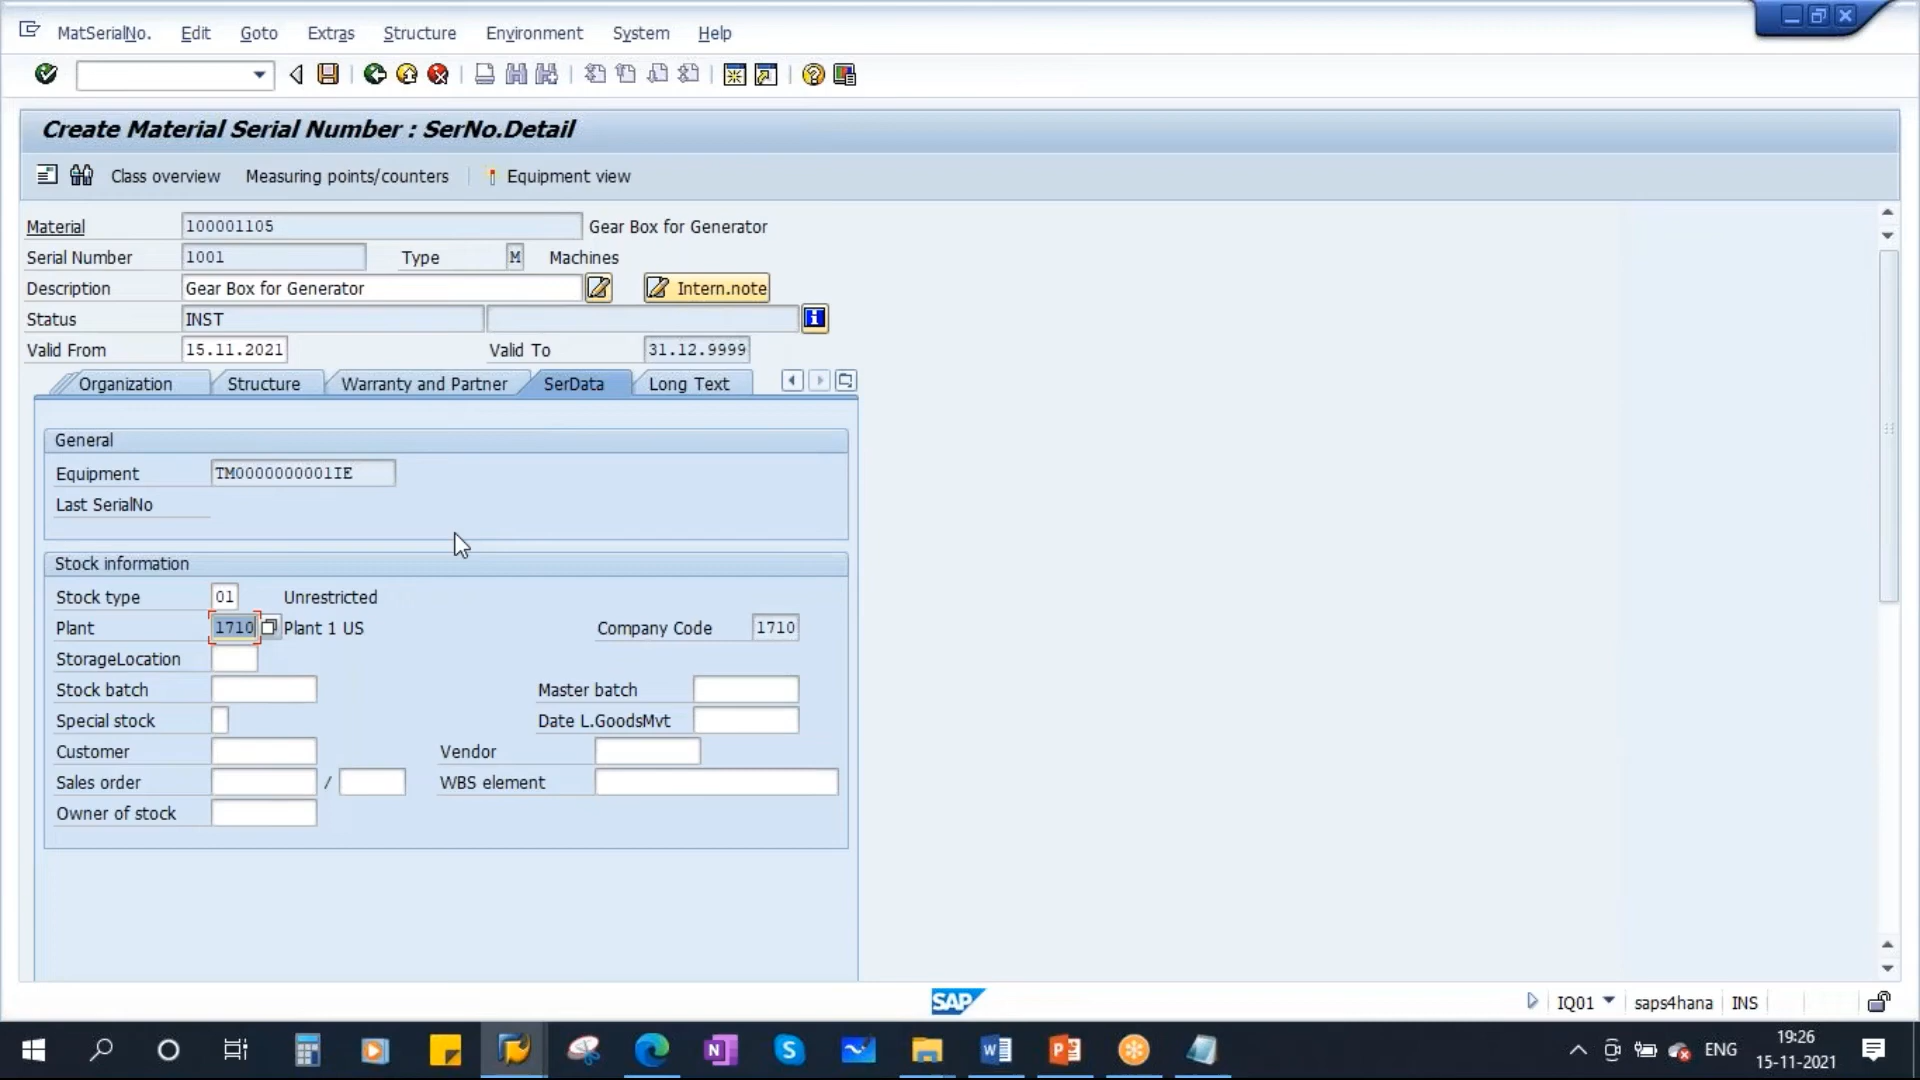 MatSerialNo. Edit Goto Extras Structure Environment System Help
Create Material Serial Number : SerNo.Detail
Class overview Measuring points/counters Equipment view
Material 100001105 Gear Box for Generator
Serial Number 1001 Type M Machines
Description Gear Box for Generator Intern.note
Status INST
Valid From 15.11.2021 Valid To 31.12.9999
Organization Structure Warranty and Partner SerData Long Text
General
Equipment TM0000000001IE
Last SerialNo
Stock information
Stock type 01 Unrestricted
Plant 1710 Plant 1 US Company Code 1710
StorageLocation
Stock batch Master batch
Special stock Date L.GoodsMvt
Customer Vendor
Sales order / WBS element
Owner of stock
SAP IQ01 saps4hana INS
ENG 19:26
15-11-2021